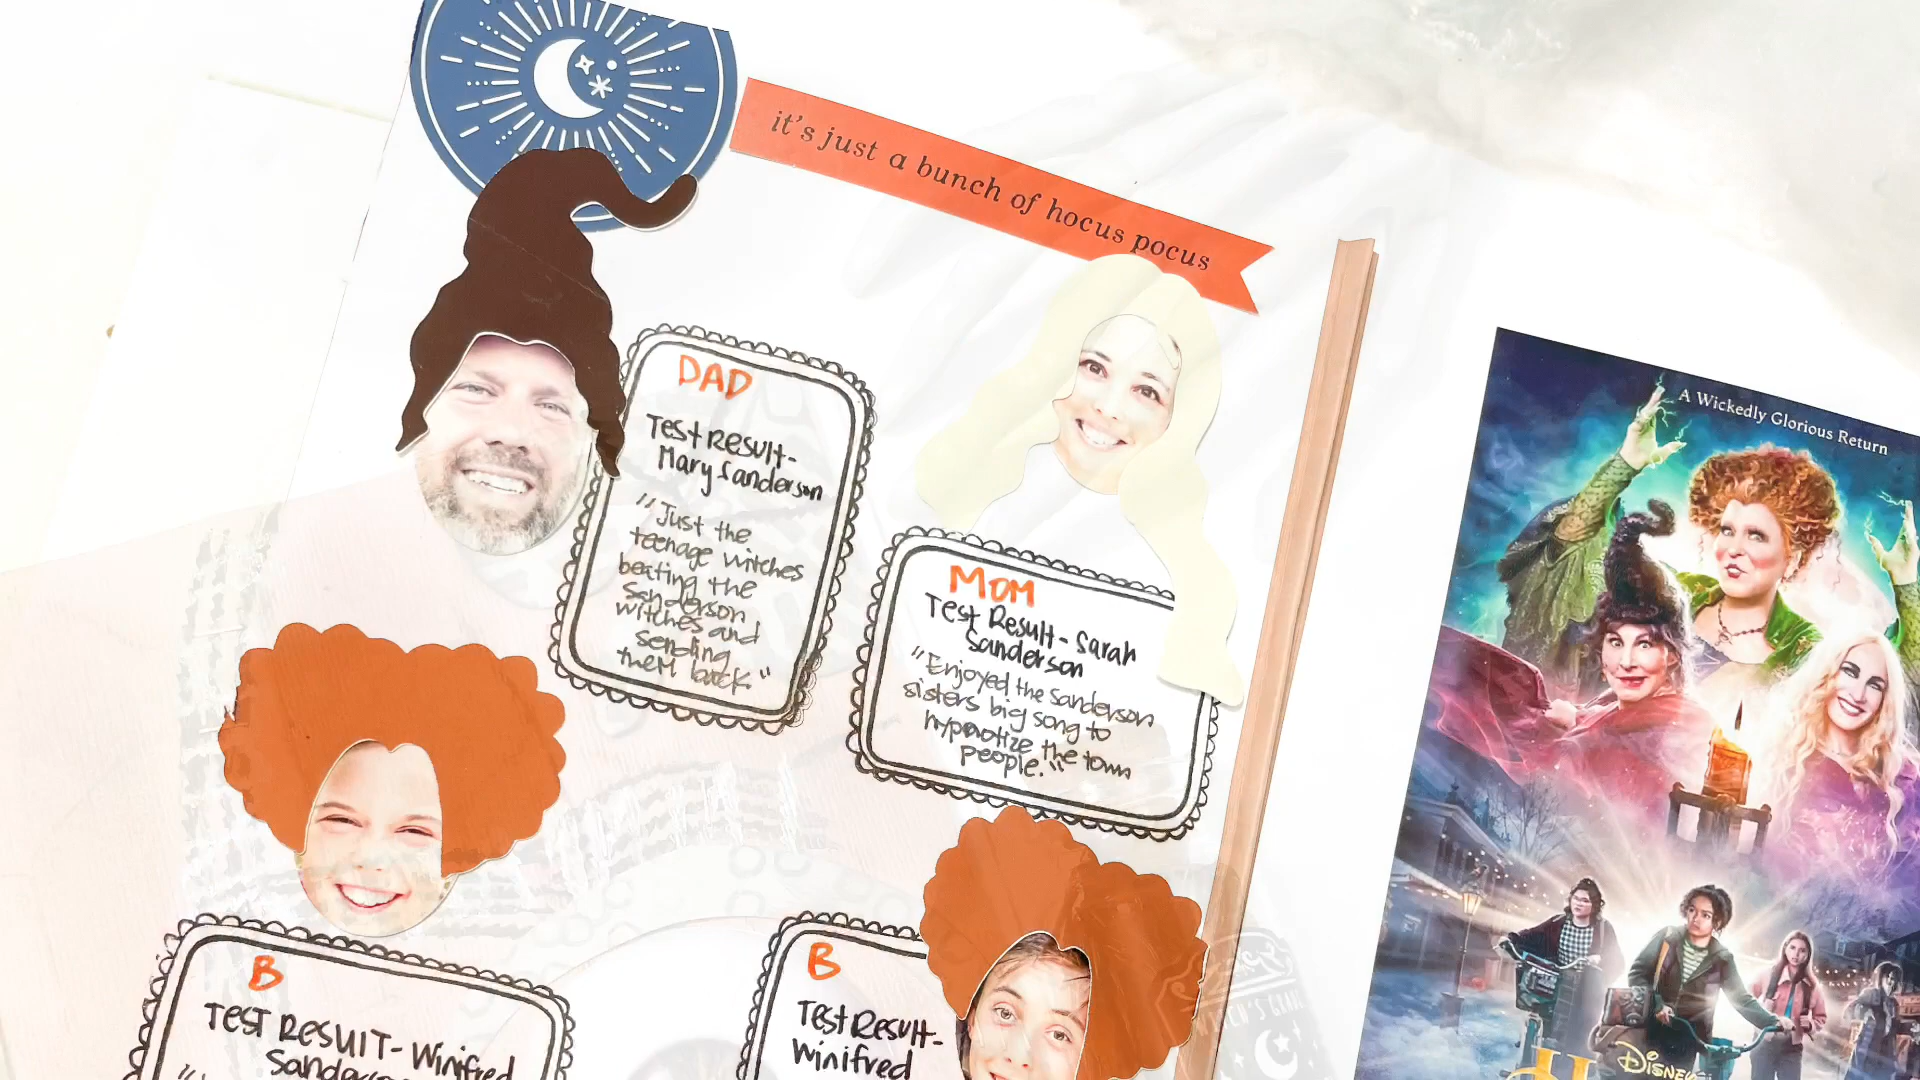 it's just a bunch of hocus pocus
DAD
Test Result-
Mary Sanderson
"Just the
teenage witches
beating the
Sanderson
witches and
sending
them back."
MOM
Test Result- Sarah
Sanderson
"Enjoyed the Sanderson
sisters big song to
hypnotize the town
people."
B
TEST RESULT- Winifred
B
Test Result-
Winifred
A Wickedly Glorious Return
Disney